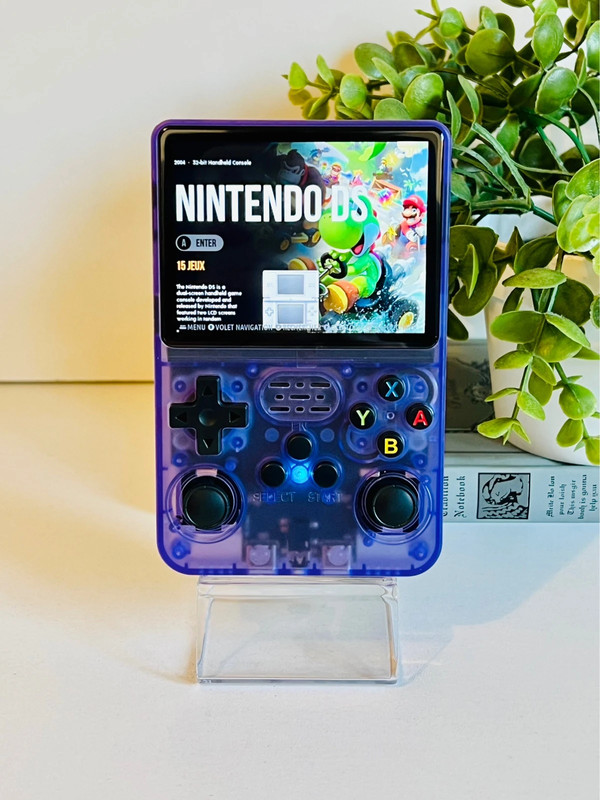 2004 - 32-bit Handheld Console
NINTENDO DS
A ENTER
15 JEUX
The Nintendo DS is a
dual-screen handheld game
console developed and
released by Nintendo that
featured two LCD screens
working in tandem
MENU VOLET NAVIGATION
X
Y A
B
FN
SELECT START
Notebook